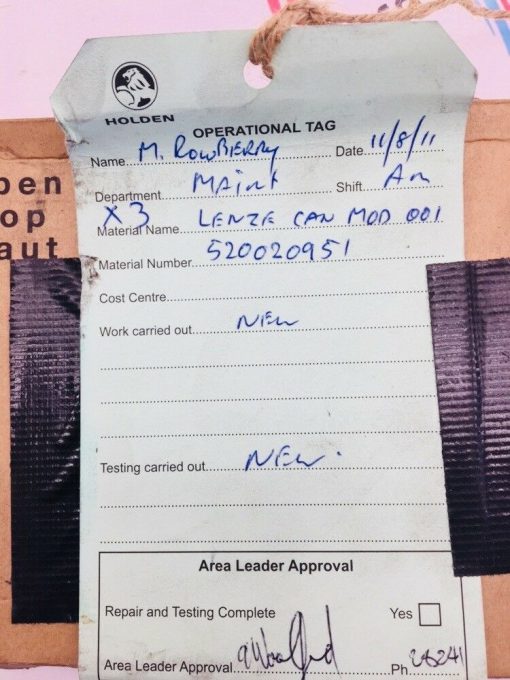 HOLDEN
OPERATIONAL TAG
Name M. ROWBERRY Date 11/8/11
Department MAINT Shift Am
X3
Material Name LENZE CAN MOD 001
Material Number 520020951
Cost Centre
Work carried out NEW
Testing carried out NEW.
Area Leader Approval
Repair and Testing Complete Yes
Area Leader Approval Ph
pen
op
aut